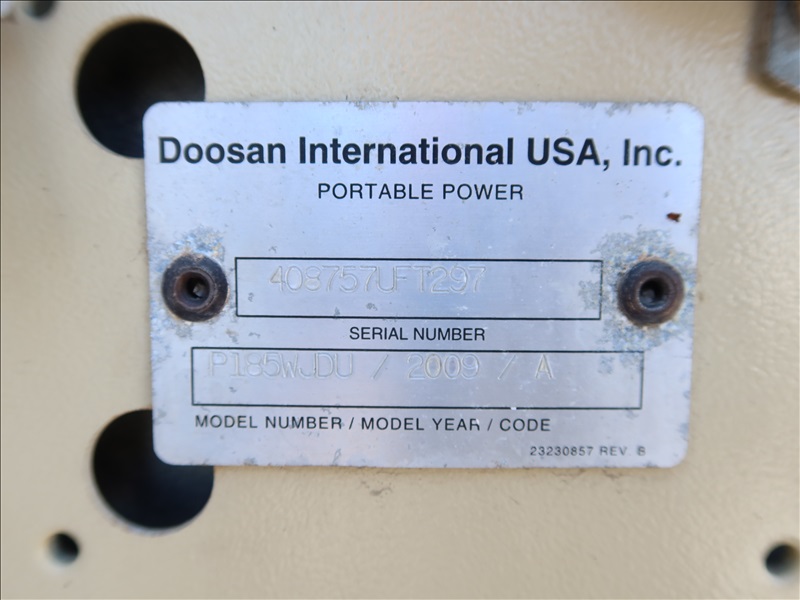 Doosan International USA, Inc.
PORTABLE POWER
408757UFT297
SERIAL NUMBER
P185WJDU / 2009 / A
MODEL NUMBER / MODEL YEAR / CODE
23230857 REV B